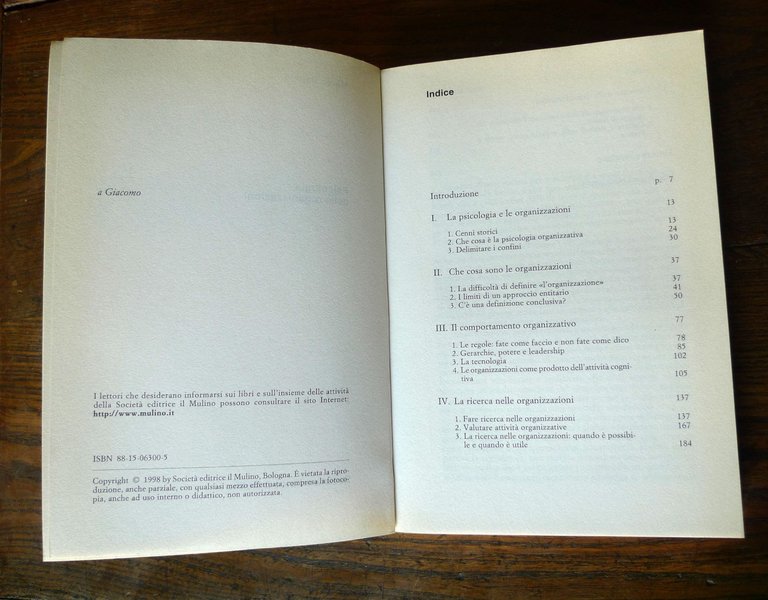 a Giacomo
I lettori che desiderano informarsi sui libri e sull'insieme delle attività
della Società editrice il Mulino possono consultare il sito Internet:
http://www.mulino.it
ISBN 88-15-06300-5
Copyright © 1998 by Società editrice il Mulino, Bologna. È vietata la ripro-
duzione, anche parziale, con qualsiasi mezzo effettuata, compresa la fotoco-
pia, anche ad uso interno o didattico, non autorizzata.
Indice
Introduzione p. 7
I. La psicologia e le organizzazioni 13
1. Cenni storici 13
2. Che cosa è la psicologia organizzativa 24
3. Delimitare i confini 30
II. Che cosa sono le organizzazioni 37
1. La difficoltà di definire «l'organizzazione» 37
2. I limiti di un approccio entitario 41
3. C'è una definizione conclusiva? 50
III. Il comportamento organizzativo 77
1. Le regole: fate come faccio e non fate come dico 78
2. Gerarchie, potere e leadership 85
3. La tecnologia 102
4. Le organizzazioni come prodotto dell'attività cogni-
tiva 105
IV. La ricerca nelle organizzazioni 137
1. Fare ricerca nelle organizzazioni 137
2. Valutare attività organizzative 167
3. La ricerca nelle organizzazioni: quando è possibi-
le e quando è utile 184